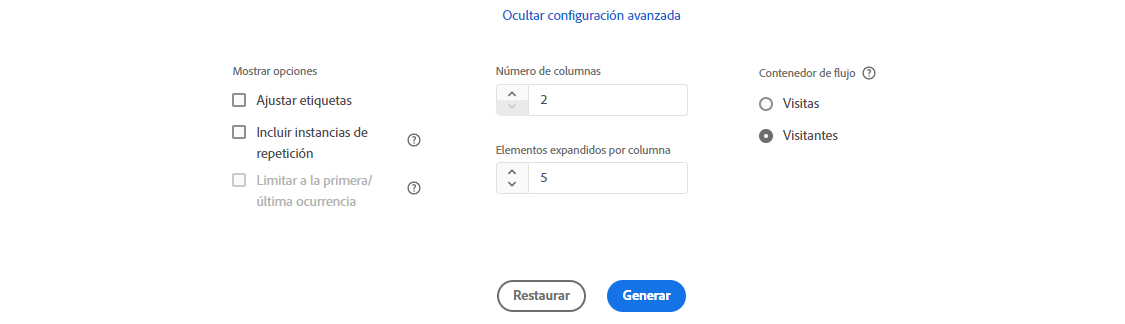 Ocultar configuración avanzada
Mostrar opciones
Ajustar etiquetas
Incluir instancias de
repetición
Limitar a la primera/
última ocurrencia
Número de columnas
2
Elementos expandidos por columna
5
Contenedor de flujo
Visitas
Visitantes
Restaurar
Generar